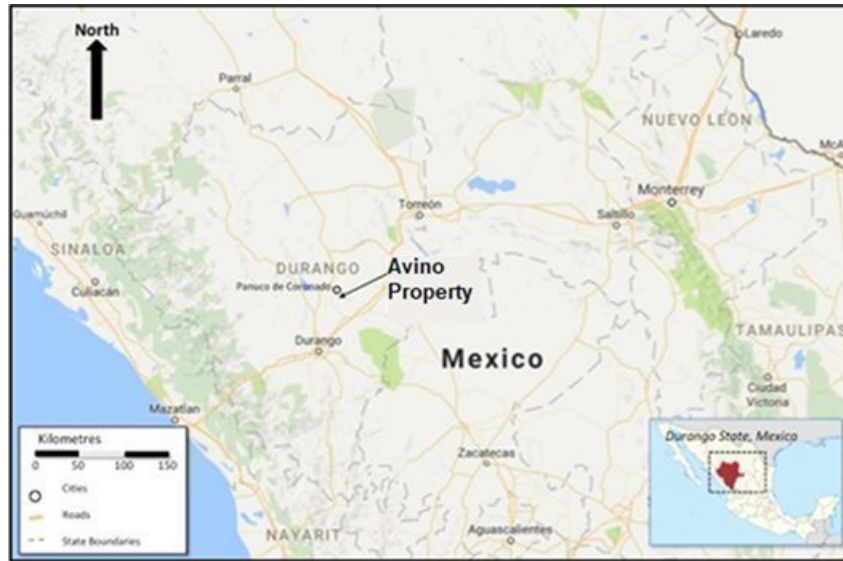 North
Laredo
Parral
NUEVO LEON
McA
Guamúchil
Torreón
Monterrey
Saltillo
SINALOA
Culiacán
DURANGO
Avino
Property
Panuco de Coronado
TAMAULIPAS
Durango
Mexico
Ciudad
Victoria
Mazatlan
Kilometres
0 50 100 150
Cities
Roads
State Boundaries
Zacatecas
Durango State, Mexico
NAYARIT
Aguascalientes